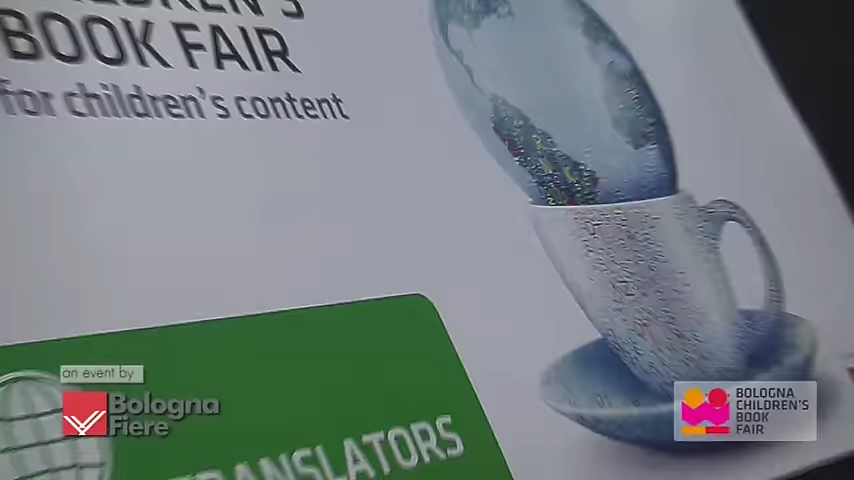 BOOK FAIR
for children's content
TRANSLATORS
an event by
Bologna
Fiere
BOLOGNA
CHILDREN'S
BOOK
FAIR